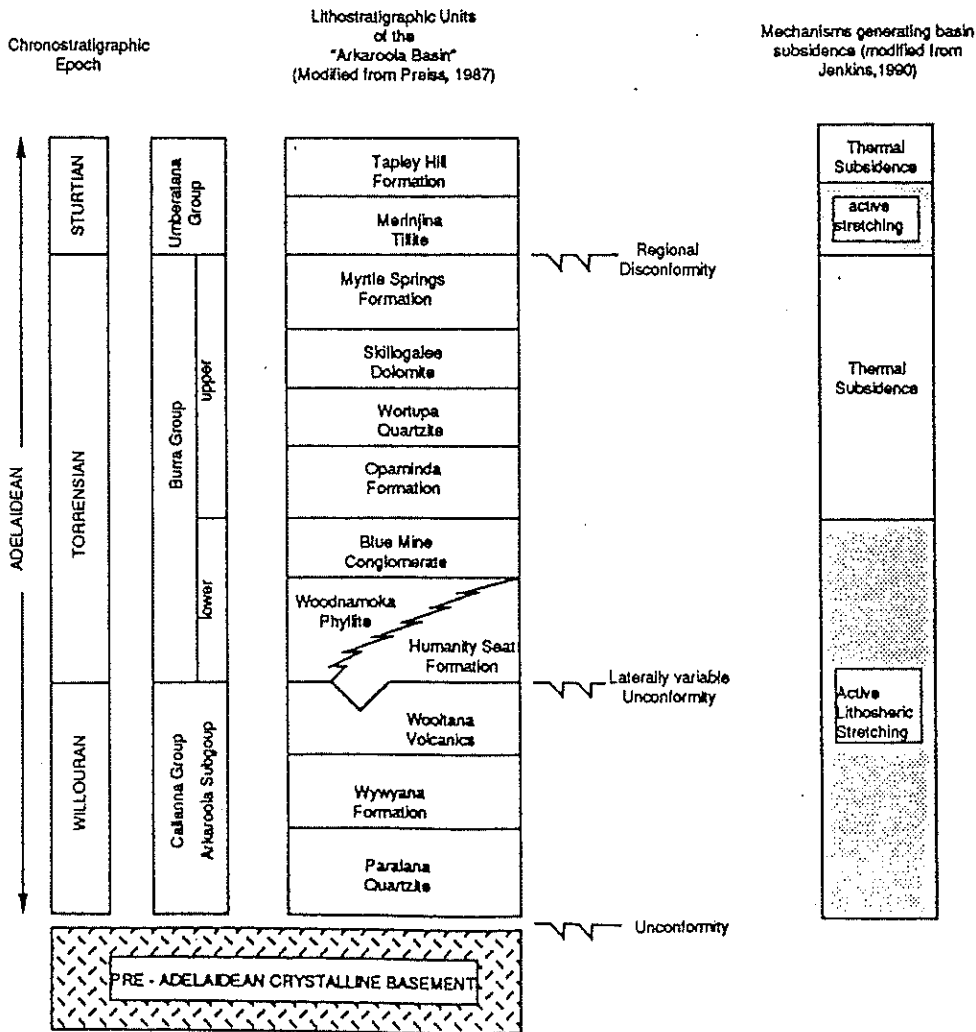 Chronostratigraphic
Epoch
Lithostratigraphic Units
of the
"Arkaroola Basin"
(Modified from Preiss, 1987)
Mechanisms generating basin
subsidence (modified from
Jenkins,1990)
ADELAIDEAN
STURTIAN
TORRENSIAN
WILLOURAN
Umberatana
Group
Burra Group
upper
lower
Callanna Group
Arkaroola Subgoup
Tapley Hill
Formation
Merinjina
Tillite
Myrtle Springs
Formation
Skillogalee
Dolomite
Wortupa
Quartzite
Opaminda
Formation
Blue Mine
Conglomerate
Woodnamoka
Phyllite
Humanity Seat
Formation
Wooltana
Volcanics
Wywyana
Formation
Paralana
Quartzite
Regional
Disconformity
Laterally variable
Unconformity
Unconformity
Thermal
Subsidence
active
stretching
Thermal
Subsidence
Active
Lithosheric
Stretching
PRE - ADELAIDEAN CRYSTALLINE BASEMENT